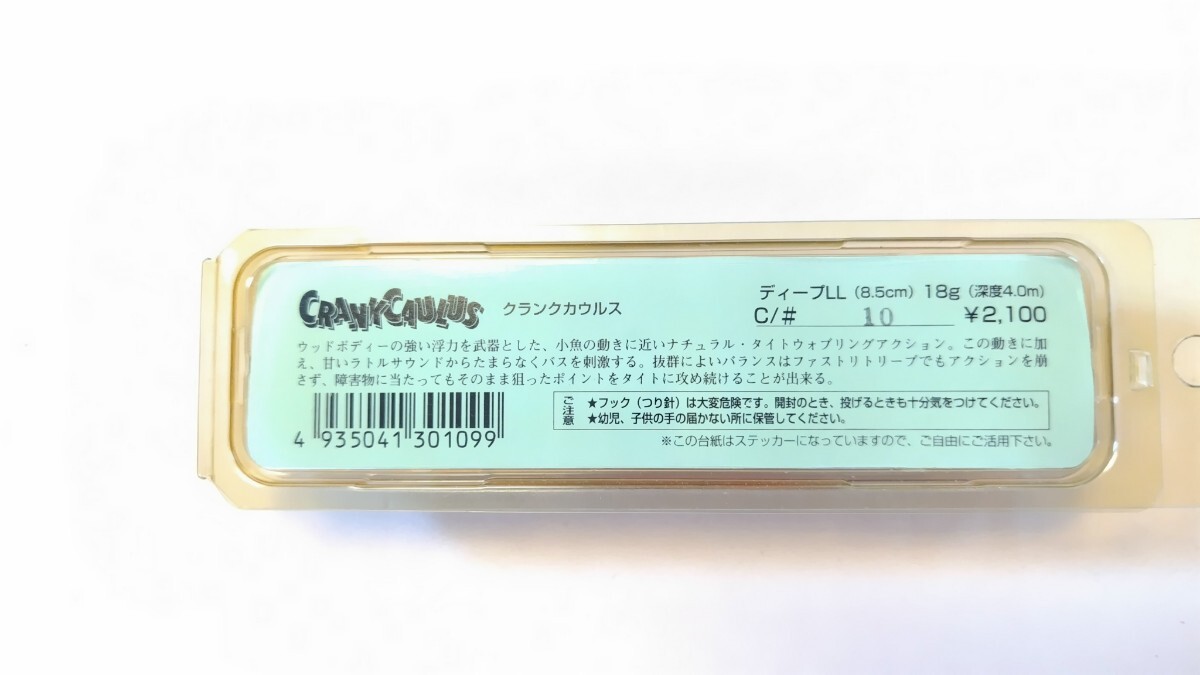 CRANKCAULUS クランクカウルス
ディープLL（8.5cm）18g（深度4.0m）
C/# 10 ￥2,100
ウッドボディーの強い浮力を武器とした、小魚の動きに近いナチュラル・タイトウォブリングアクション。この動きに加
え、甘いラトルサウンドからたまらなくバスを刺激する。抜群によいバランスはファストリトリーブでもアクションを崩
さず、障害物に当たってもそのまま狙ったポイントをタイトに攻め続けることが出来る。
ご注意
★フック（つり針）は大変危険です。開封のとき、投げるときも十分気をつけてください。
★幼児、子供の手の届かない所に保管してください。
4 935041 301099
※この台紙はステッカーになっていますので、ご自由にご活用下さい。